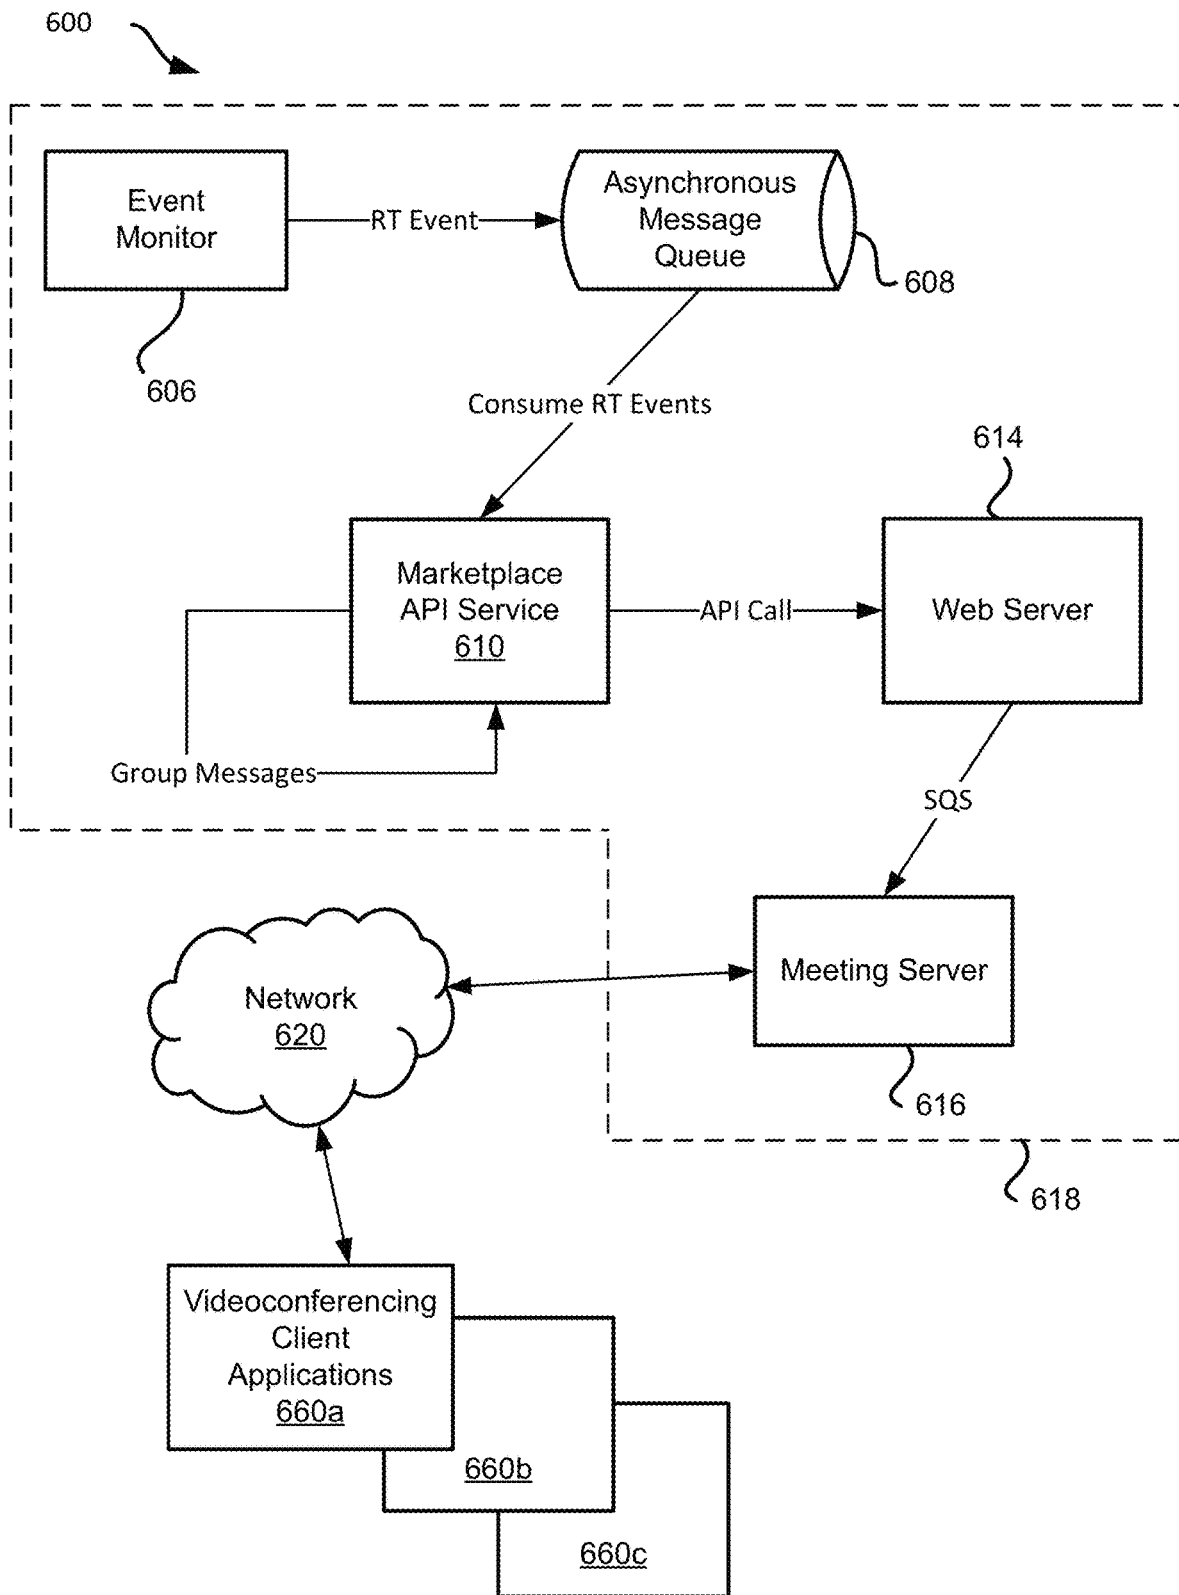 600
Event
Monitor
RT Event
Asynchronous
Message
Queue
608
606
Consume RT Events
614
Marketplace
API Service
610
API Call
Web Server
Group Messages
SQS
Meeting Server
Network
620
616
618
Videoconferencing
Client
Applications
660a
660b
660c